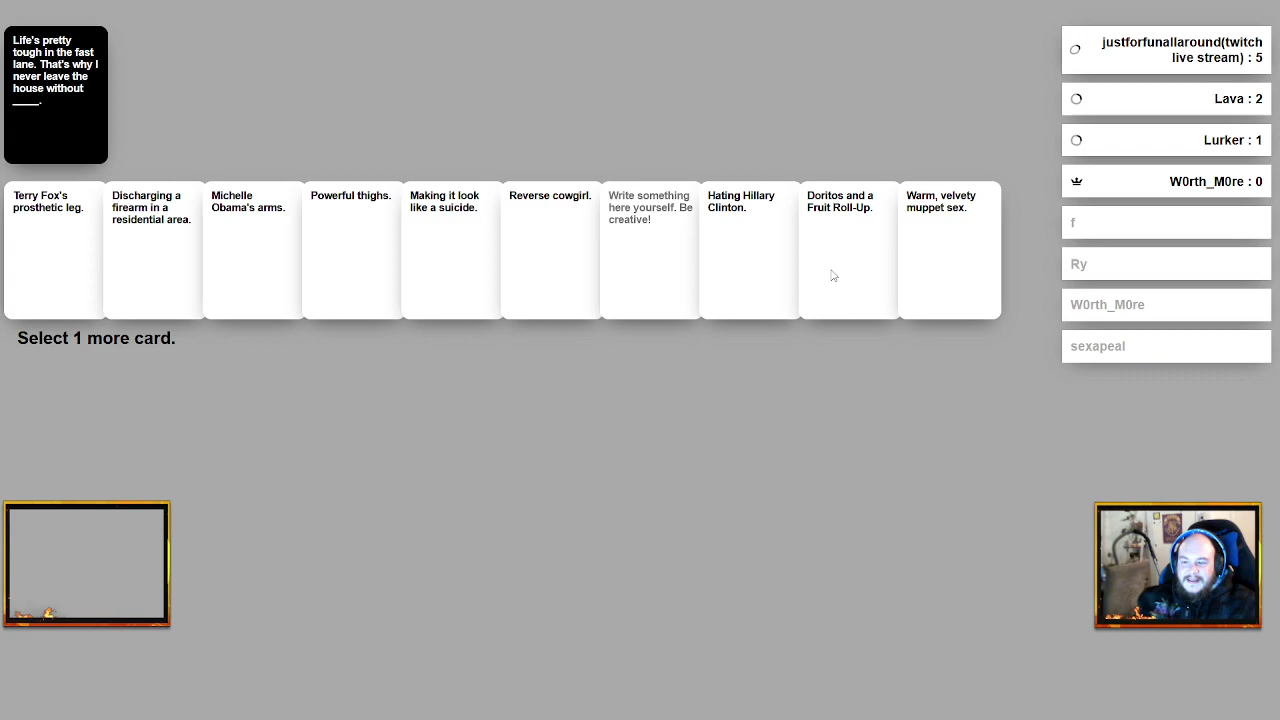 Life's pretty
tough in the fast
lane. That's why I
never leave the
house without
_____.
Terry Fox's
prosthetic leg.
Discharging a
firearm in a
residential area.
Michelle
Obama's arms.
Powerful thighs.
Making it look
like a suicide.
Reverse cowgirl.
Write something
here yourself. Be
creative!
Hating Hillary
Clinton.
Doritos and a
Fruit Roll-Up.
Warm, velvety
muppet sex.
Select 1 more card.
justforfunallaround(twitch
live stream) : 5
Lava : 2
Lurker : 1
W0rth_M0re : 0
f
Ry
W0rth_M0re
sexapeal